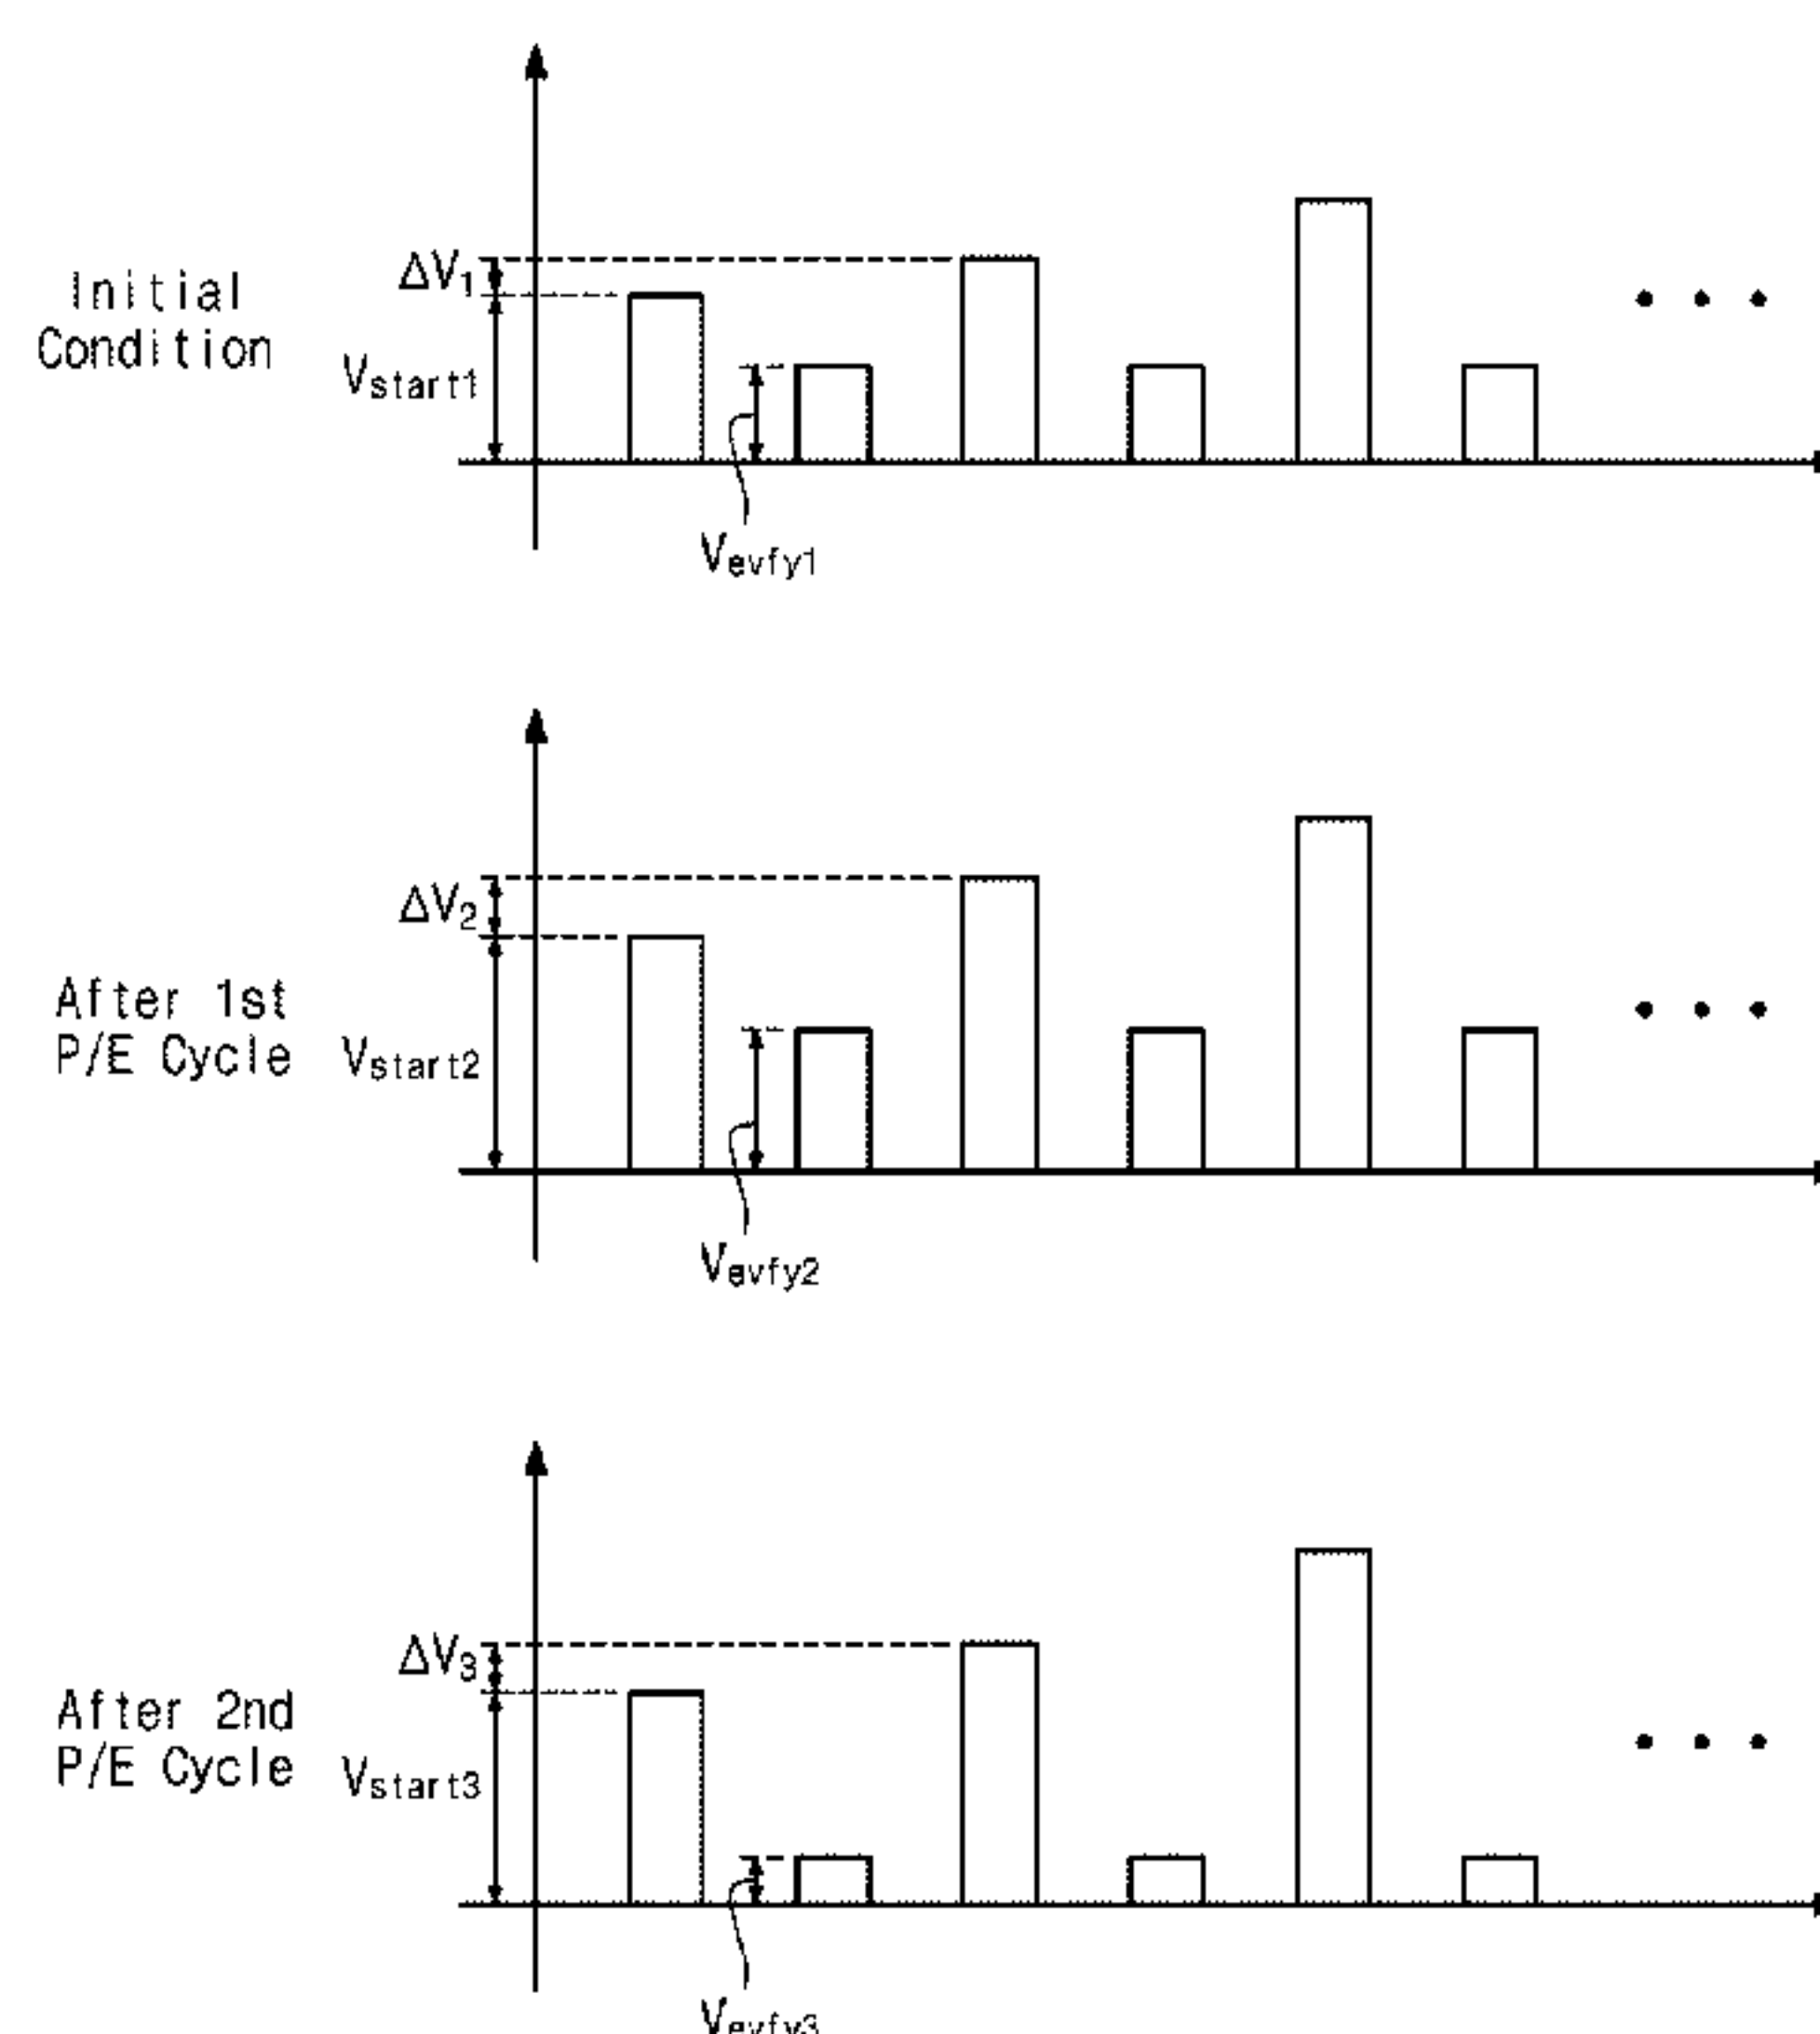 Initial
Condition
ΔV1
Vstart1
Vevfy1
After 1st
P/E Cycle
ΔV2
Vstart2
Vevfy2
After 2nd
P/E Cycle
ΔV3
Vstart3
Vevfy3